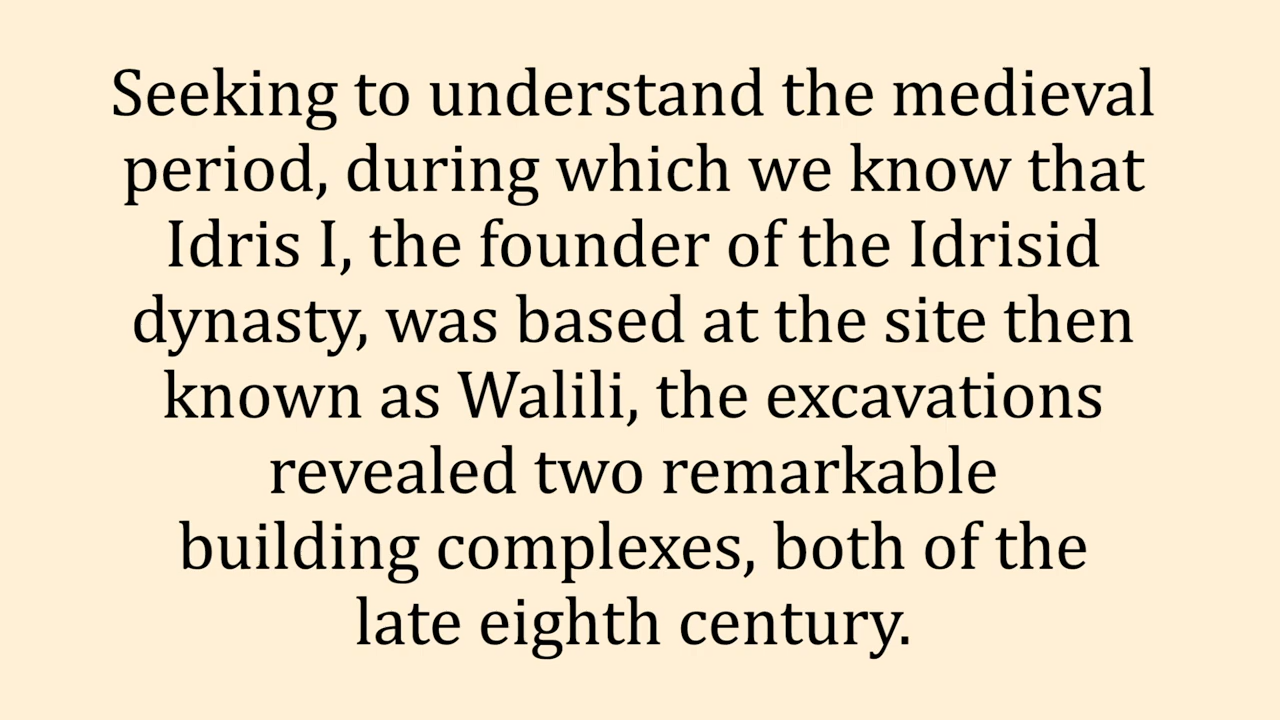 Seeking to understand the medieval
period, during which we know that
Idris I, the founder of the Idrisid
dynasty, was based at the site then
known as Walili, the excavations
revealed two remarkable
building complexes, both of the
late eighth century.